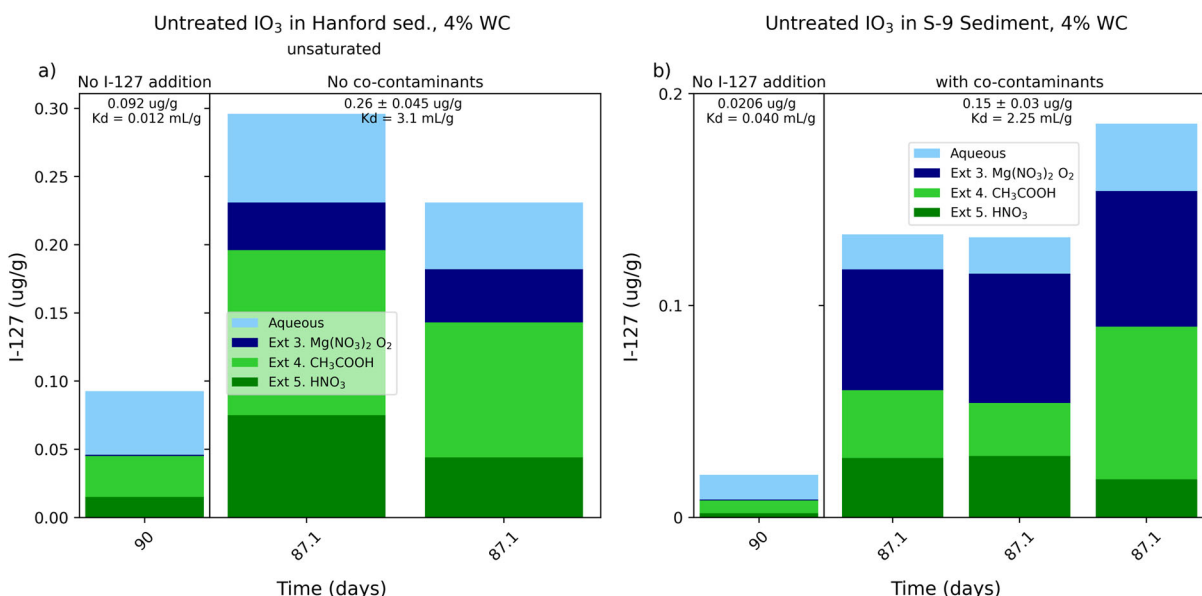 Untreated IO₃ in Hanford sed., 4% WC
unsaturated
a)
No I-127 addition
No co-contaminants
0.092 ug/g
Kd = 0.012 mL/g
0.26 ± 0.045 ug/g
Kd = 3.1 mL/g
I-127 (ug/g)
0.30
0.25
0.20
0.15
0.10
0.05
0.00
Aqueous
Ext 3. Mg(NO₃)₂ O₂
Ext 4. CH₃COOH
Ext 5. HNO₃
90
87.1
87.1
Time (days)
Untreated IO₃ in S-9 Sediment, 4% WC
b)
No I-127 addition
with co-contaminants
0.0206 ug/g
Kd = 0.040 mL/g
0.15 ± 0.03 ug/g
Kd = 2.25 mL/g
I-127 (ug/g)
0.2
0.1
0
Aqueous
Ext 3. Mg(NO₃)₂ O₂
Ext 4. CH₃COOH
Ext 5. HNO₃
90
87.1
87.1
87.1
Time (days)